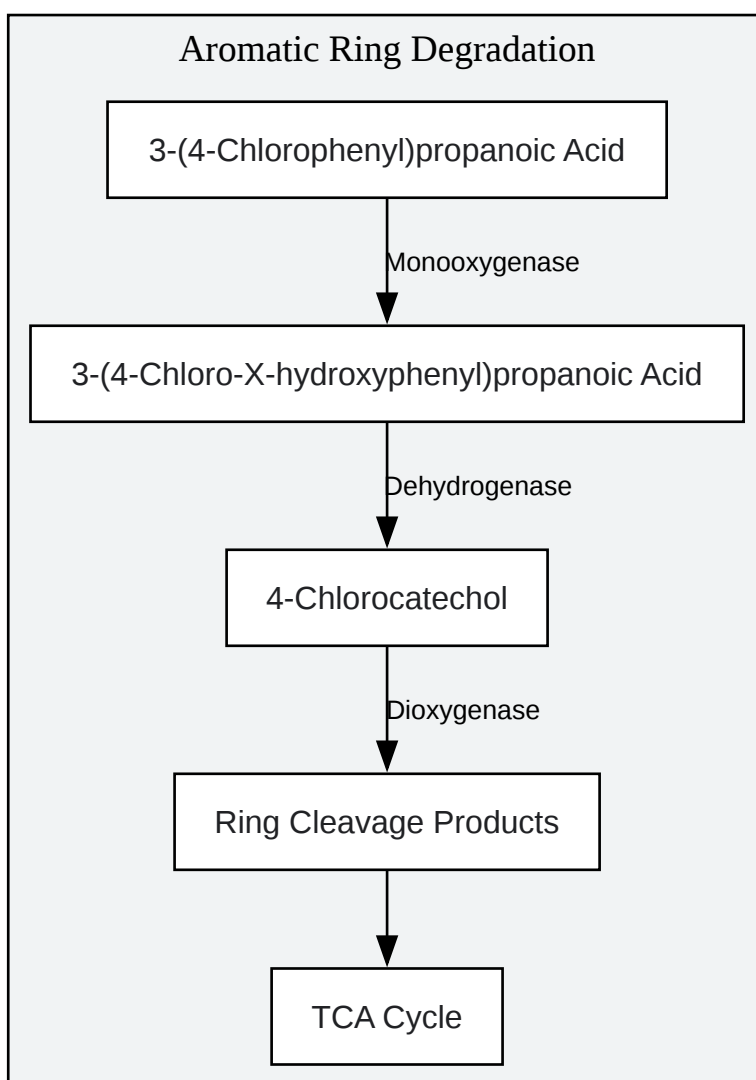 Aromatic Ring Degradation
3-(4-Chlorophenyl)propanoic Acid
Monooxygenase
3-(4-Chloro-X-hydroxyphenyl)propanoic Acid
Dehydrogenase
4-Chlorocatechol
Dioxygenase
Ring Cleavage Products
TCA Cycle